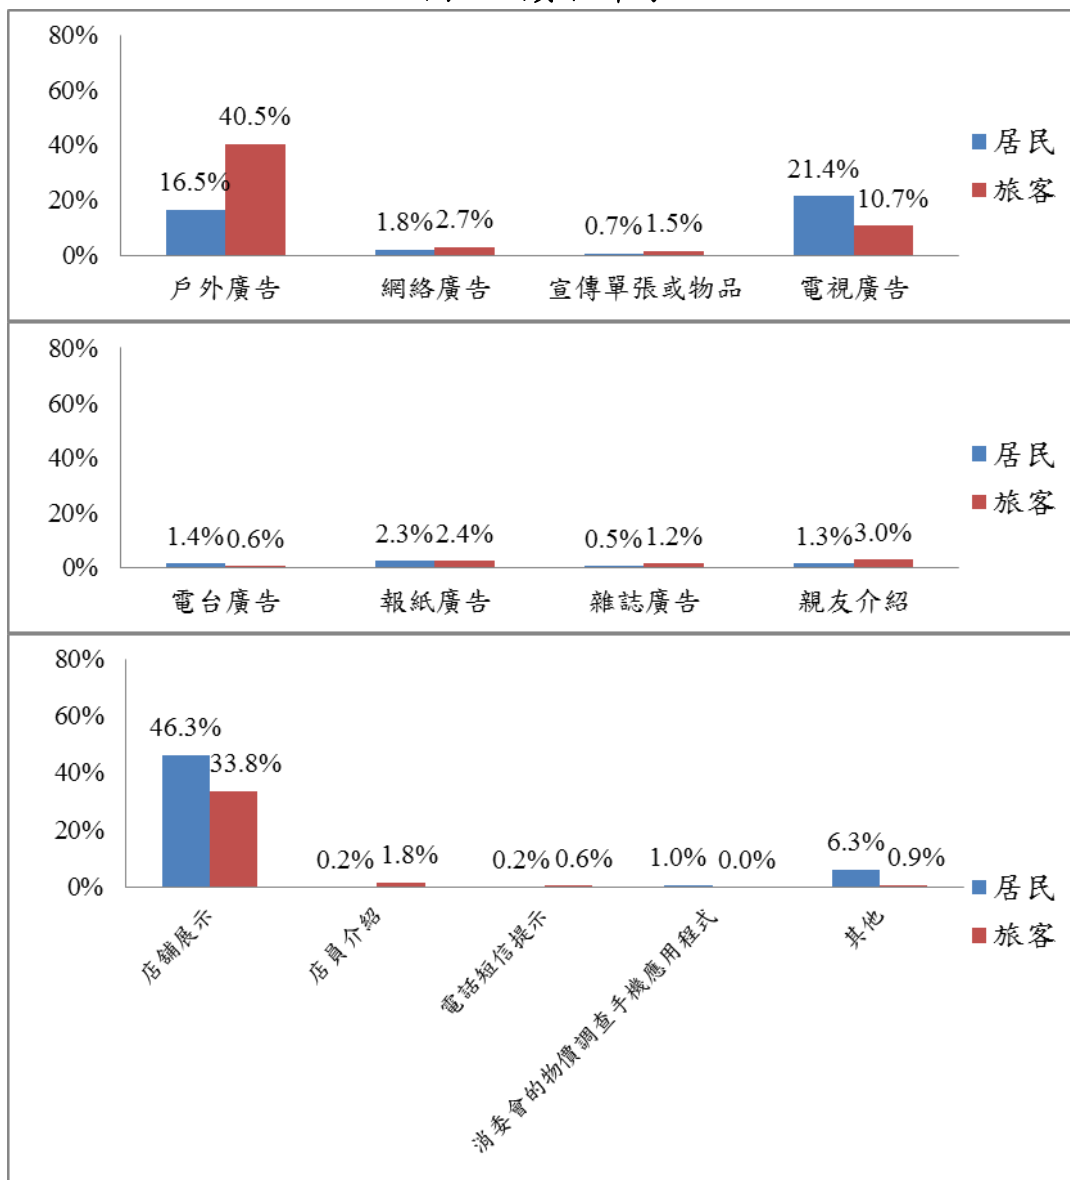 80%
60%
40%
20%
0%
16.5%
40.5%
1.8%
2.7%
0.7%
1.5%
21.4%
10.7%
戶外廣告
網絡廣告
宣傳單張或物品
電視廣告
居民
旅客
80%
60%
40%
20%
0%
1.4%
0.6%
2.3%
2.4%
0.5%
1.2%
1.3%
3.0%
電台廣告
報紙廣告
雜誌廣告
親友介紹
居民
旅客
80%
60%
40%
20%
0%
46.3%
33.8%
0.2%
1.8%
0.2%
0.6%
1.0%
0.0%
6.3%
0.9%
店舖展示
店員介紹
電話短信提示
消委會的物價調查手機應用程式
其他
居民
旅客